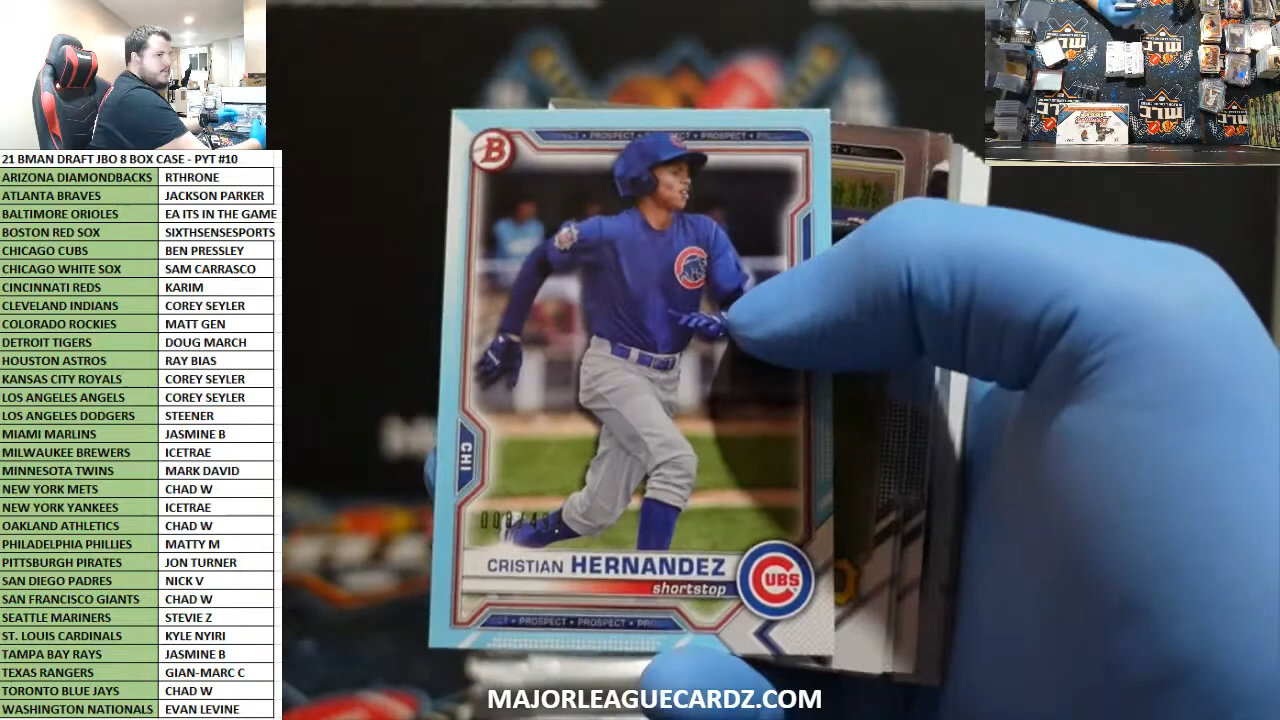 21 BMAN DRAFT JBO 8 BOX CASE - PYT #10
ARIZONA DIAMONDBACKS RTHRONE
ATLANTA BRAVES JACKSON PARKER
BALTIMORE ORIOLES EA ITS IN THE GAME
BOSTON RED SOX SIXTHSENSESPORTS
CHICAGO CUBS BEN PRESSLEY
CHICAGO WHITE SOX SAM CARRASCO
CINCINNATI REDS KARIM
CLEVELAND INDIANS COREY SEYLER
COLORADO ROCKIES MATT GEN
DETROIT TIGERS DOUG MARCH
HOUSTON ASTROS RAY BIAS
KANSAS CITY ROYALS COREY SEYLER
LOS ANGELES ANGELS COREY SEYLER
LOS ANGELES DODGERS STEENER
MIAMI MARLINS JASMINE B
MILWAUKEE BREWERS ICETRAE
MINNESOTA TWINS MARK DAVID
NEW YORK METS CHAD W
NEW YORK YANKEES ICETRAE
OAKLAND ATHLETICS CHAD W
PHILADELPHIA PHILLIES MATTY M
PITTSBURGH PIRATES JON TURNER
SAN DIEGO PADRES NICK V
SAN FRANCISCO GIANTS CHAD W
SEATTLE MARINERS STEVIE Z
ST. LOUIS CARDINALS KYLE NYIRI
TAMPA BAY RAYS JASMINE B
TEXAS RANGERS GIAN-MARC C
TORONTO BLUE JAYS CHAD W
WASHINGTON NATIONALS EVAN LEVINE
B
PROSPECT PROSPECT
CHI
CRISTIAN HERNANDEZ
shortstop
CUBS
PROSPECT PROSPECT
MAJORLEAGUECARDZ.COM